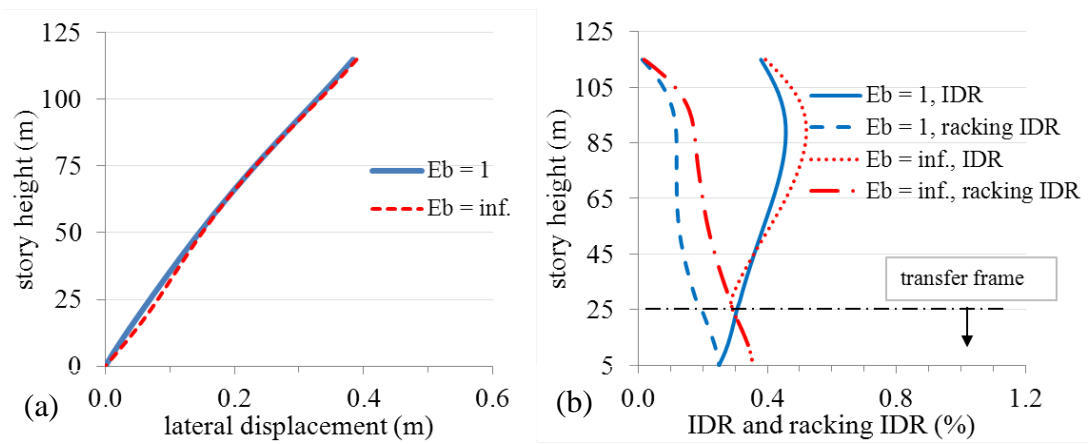 125
100
75
50
25
0
story height (m)
Eb = 1
Eb = inf.
0.0
0.2
0.4
0.6
lateral displacement (m)
(a)
125
105
85
65
45
25
5
story height (m)
Eb = 1, IDR
Eb = 1, racking IDR
Eb = inf., IDR
Eb = inf., racking IDR
transfer frame
0.0
0.4
0.8
1.2
IDR and racking IDR (%)
(b)